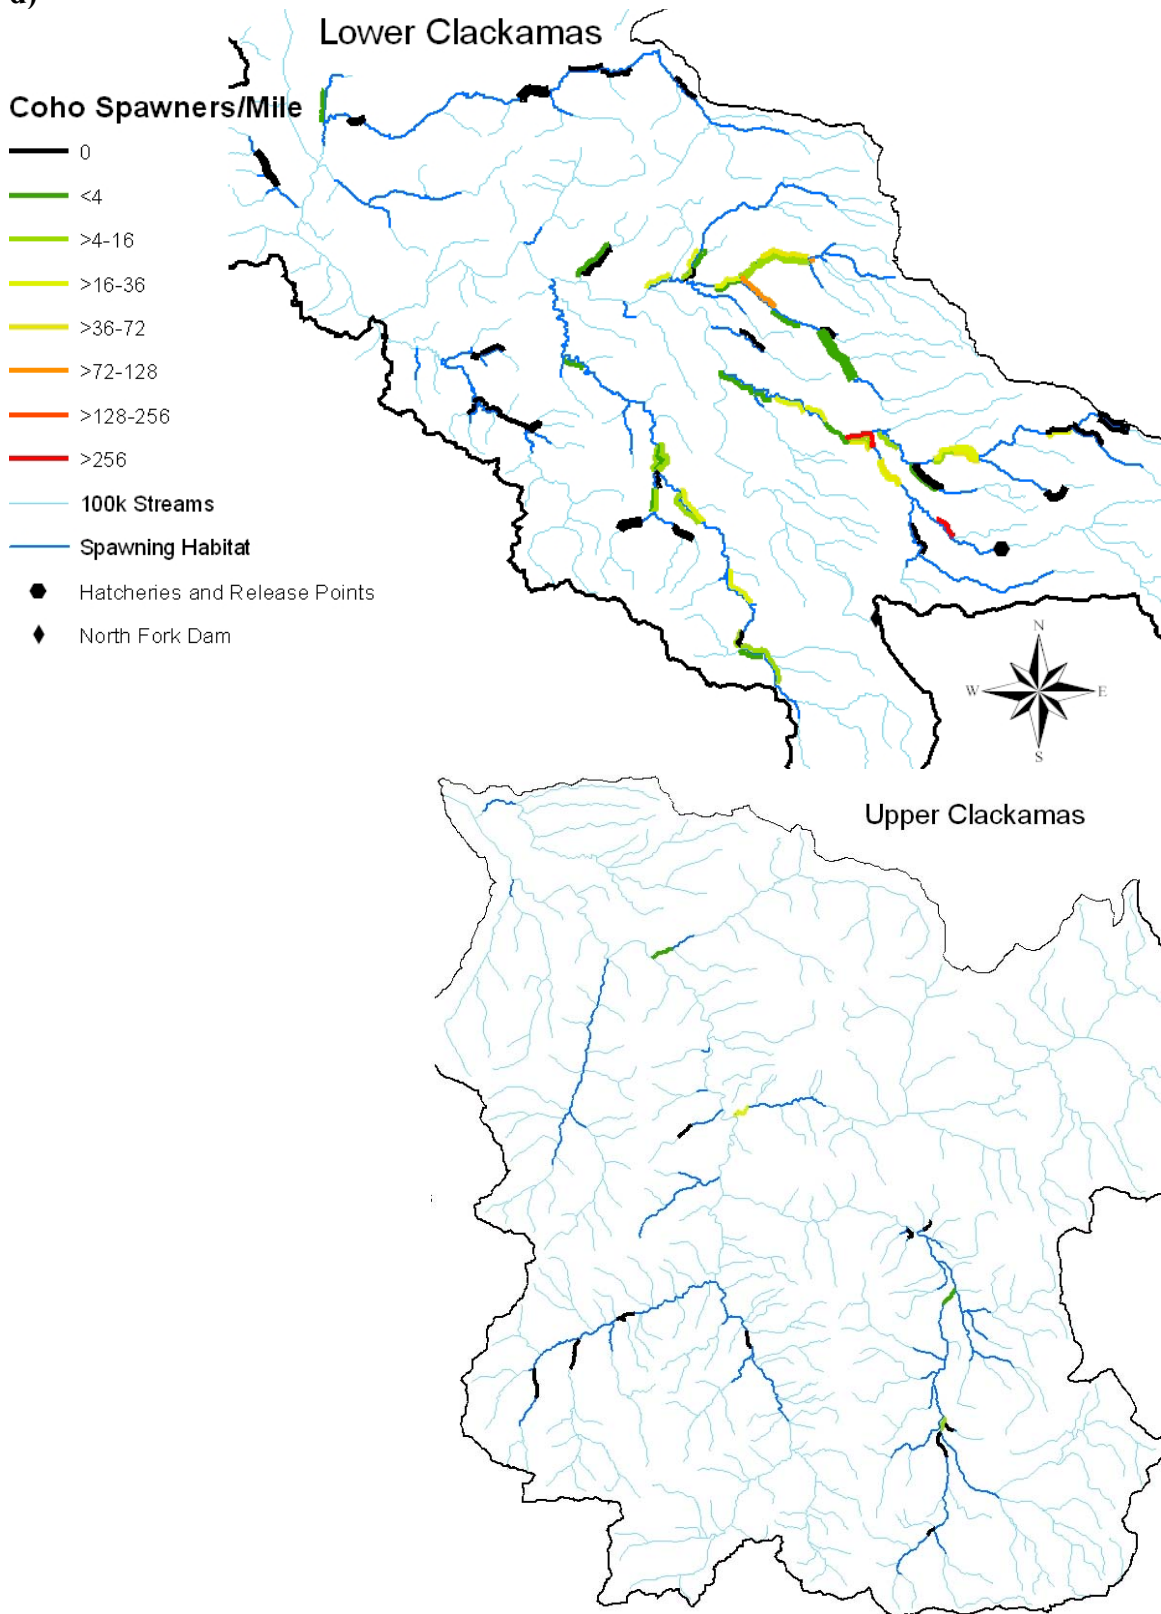 Lower Clackamas
Coho Spawners/Mile
0
<4
>4-16
>16-36
>36-72
>72-128
>128-256
>256
100k Streams
Spawning Habitat
Hatcheries and Release Points
North Fork Dam
N
W E
S
Upper Clackamas